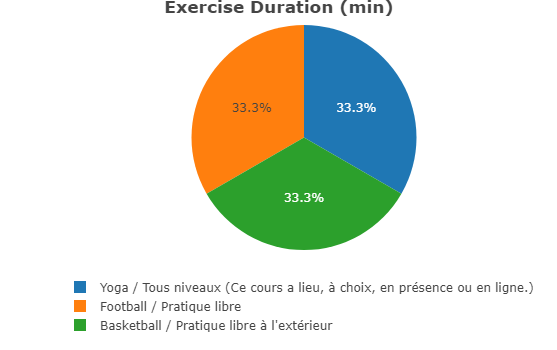 Exercise Duration (min)
33.3%
33.3%
33.3%
Yoga / Tous niveaux (Ce cours a lieu, à choix, en présence ou en ligne.)
Football / Pratique libre
Basketball / Pratique libre à l'extérieur